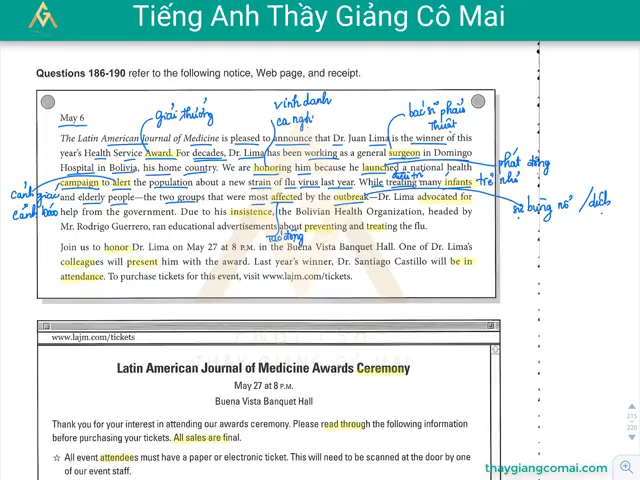 Tiếng Anh Thầy Giảng Cô Mai
Questions 186-190 refer to the following notice, Web page, and receipt.
May 6
giải thưởng
vinh danh
ca ngợi
bác sĩ phẫu
thuật
The Latin American Journal of Medicine is pleased to announce that Dr. Juan Lima is the winner of this
year's Health Service Award. For decades, Dr. Lima has been working as a general surgeon in Domingo
Hospital in Bolivia, his home country. We are honoring him because he launched a national health
phát động
điều trị
campaign to alert the population about a new strain of flu virus last year. While treating many infants
trẻ nhỏ
cảnh giác
cảnh báo
and elderly people—the two groups that were most affected by the outbreak—Dr. Lima advocated for
sự bùng nổ / dịch
help from the government. Due to his insistence, the Bolivian Health Organization, headed by
Mr. Rodrigo Guerrero, ran educational advertisements about preventing and treating the flu.
tác động
Join us to honor Dr. Lima on May 27 at 8 P.M. in the Buena Vista Banquet Hall. One of Dr. Lima's
colleagues will present him with the award. Last year's winner, Dr. Santiago Castillo will be in
attendance. To purchase tickets for this event, visit www.lajm.com/tickets.
THẦY GIẢNG CÔ MAI
www.lajm.com/tickets
Latin American Journal of Medicine Awards Ceremony
May 27 at 8 P.M.
Buena Vista Banquet Hall
Thank you for your interest in attending our awards ceremony. Please read through the following information
before purchasing your tickets. All sales are final.
☆ All event attendees must have a paper or electronic ticket. This will need to be scanned at the door by one
of our event staff.
215
220
thaygiangcomai.com